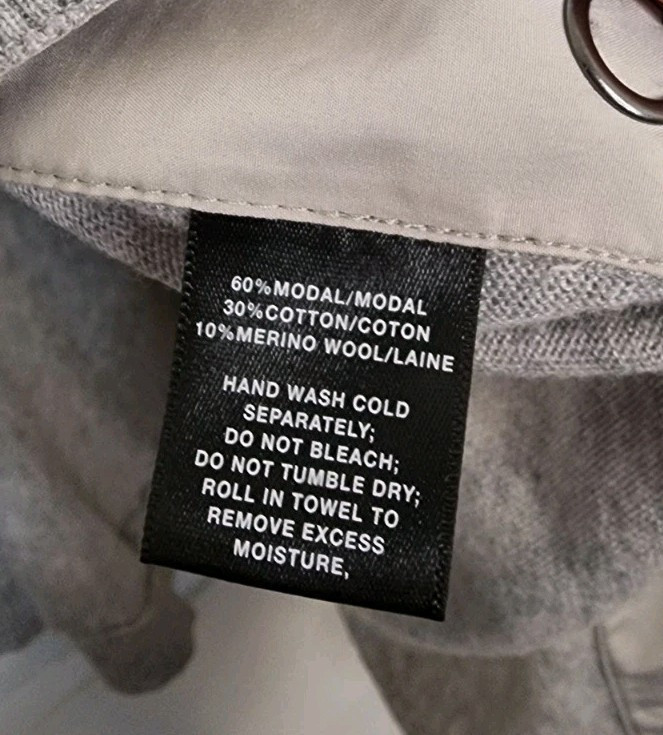 60%MODAL/MODAL
30%COTTON/COTON
10%MERINO WOOL/LAINE
HAND WASH COLD
SEPARATELY;
DO NOT BLEACH;
DO NOT TUMBLE DRY;
ROLL IN TOWEL TO
REMOVE EXCESS
MOISTURE,